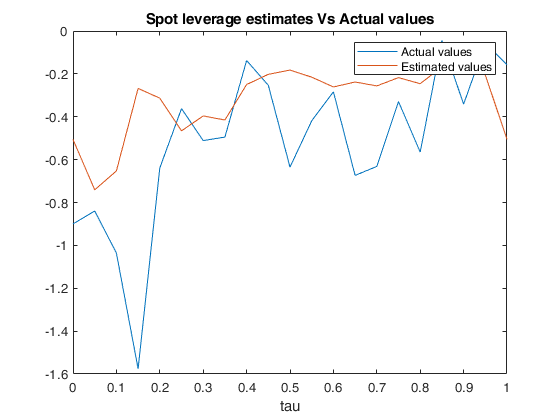 Spot leverage estimates Vs Actual values
Actual values
Estimated values
0
-0.2
-0.4
-0.6
-0.8
-1
-1.2
-1.4
-1.6
0 0.1 0.2 0.3 0.4 0.5 0.6 0.7 0.8 0.9 1
tau